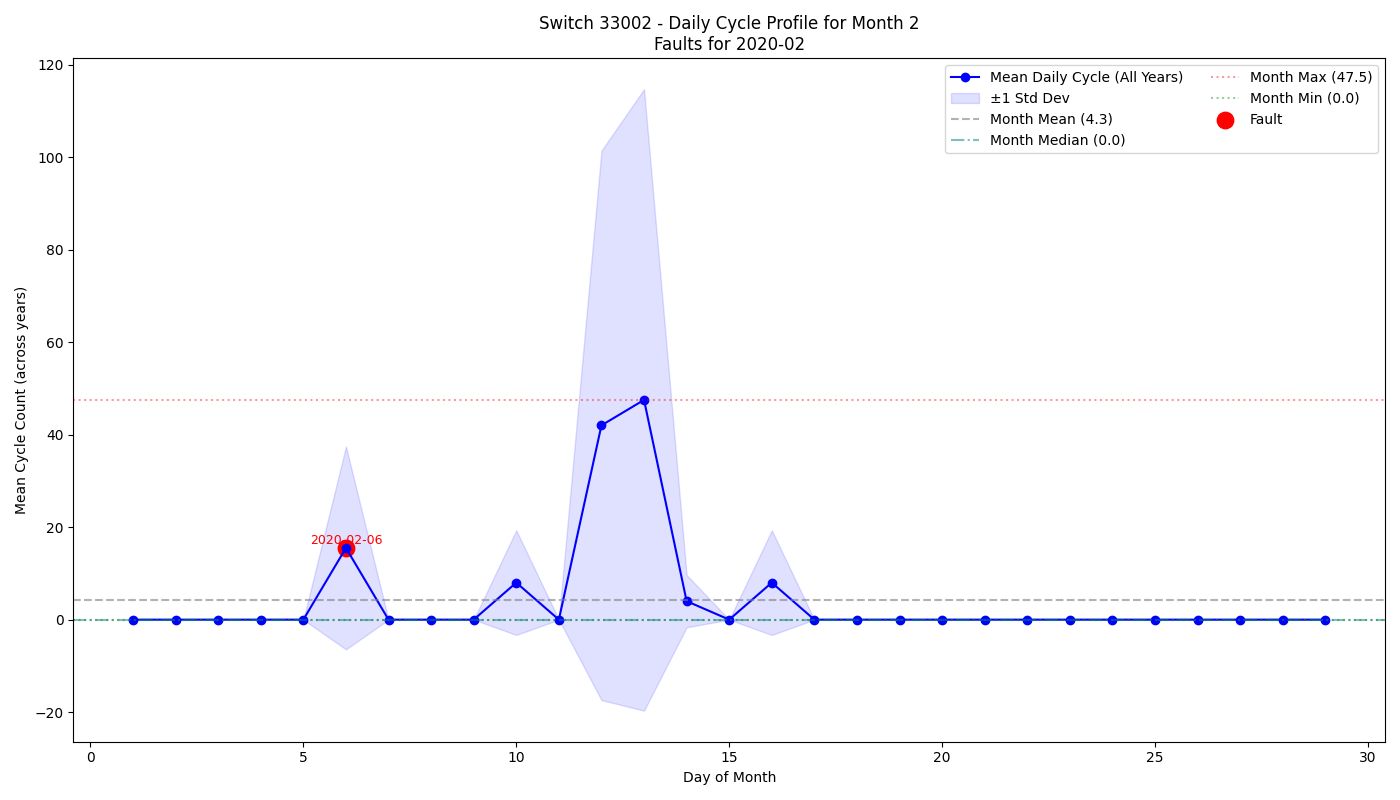 Switch 33002 - Daily Cycle Profile for Month 2
Faults for 2020-02
Mean Daily Cycle (All Years)
±1 Std Dev
Month Mean (4.3)
Month Median (0.0)
Month Max (47.5)
Month Min (0.0)
Fault
Mean Cycle Count (across years)
120
100
80
60
40
20
0
−20
2020-02-06
0
5
10
15
20
25
30
Day of Month